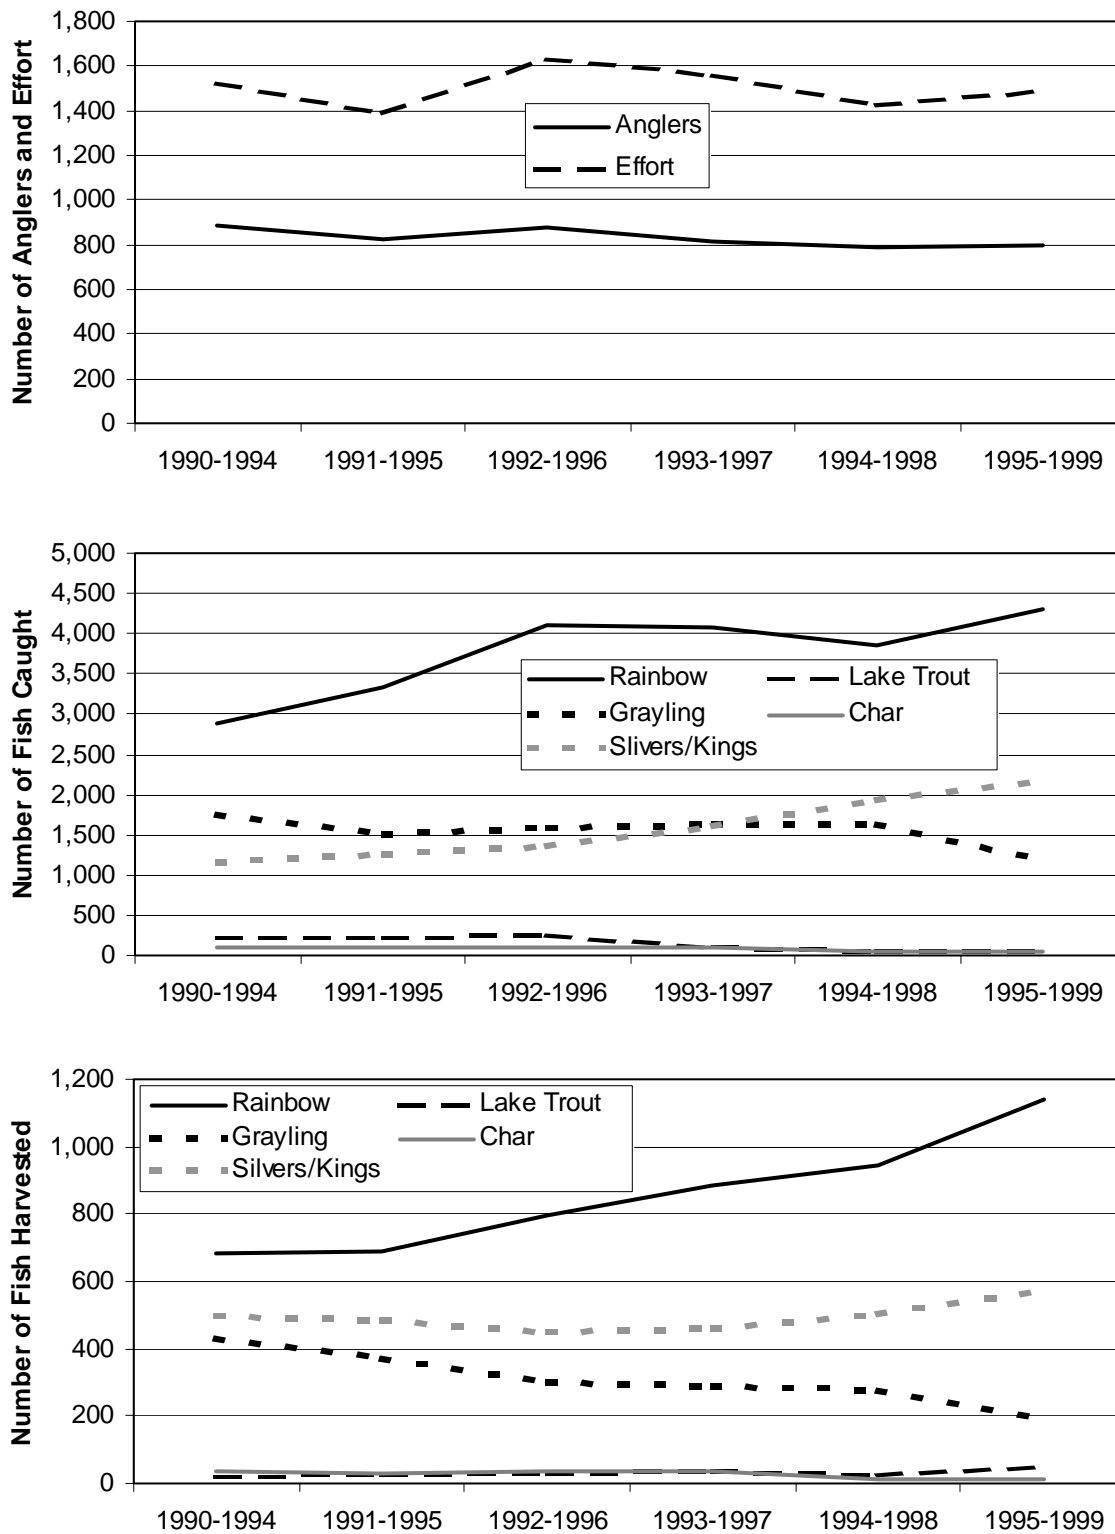 Number of Anglers and Effort
1,800
1,600
1,400
1,200
1,000
800
600
400
200
0
Anglers
Effort
1990-1994 1991-1995 1992-1996 1993-1997 1994-1998 1995-1999
Number of Fish Caught
5,000
4,500
4,000
3,500
3,000
2,500
2,000
1,500
1,000
500
0
Rainbow Lake Trout
Grayling Char
Slivers/Kings
1990-1994 1991-1995 1992-1996 1993-1997 1994-1998 1995-1999
Number of Fish Harvested
1,200
1,000
800
600
400
200
0
Rainbow Lake Trout
Grayling Char
Silvers/Kings
1990-1994 1991-1995 1992-1996 1993-1997 1994-1998 1995-1999